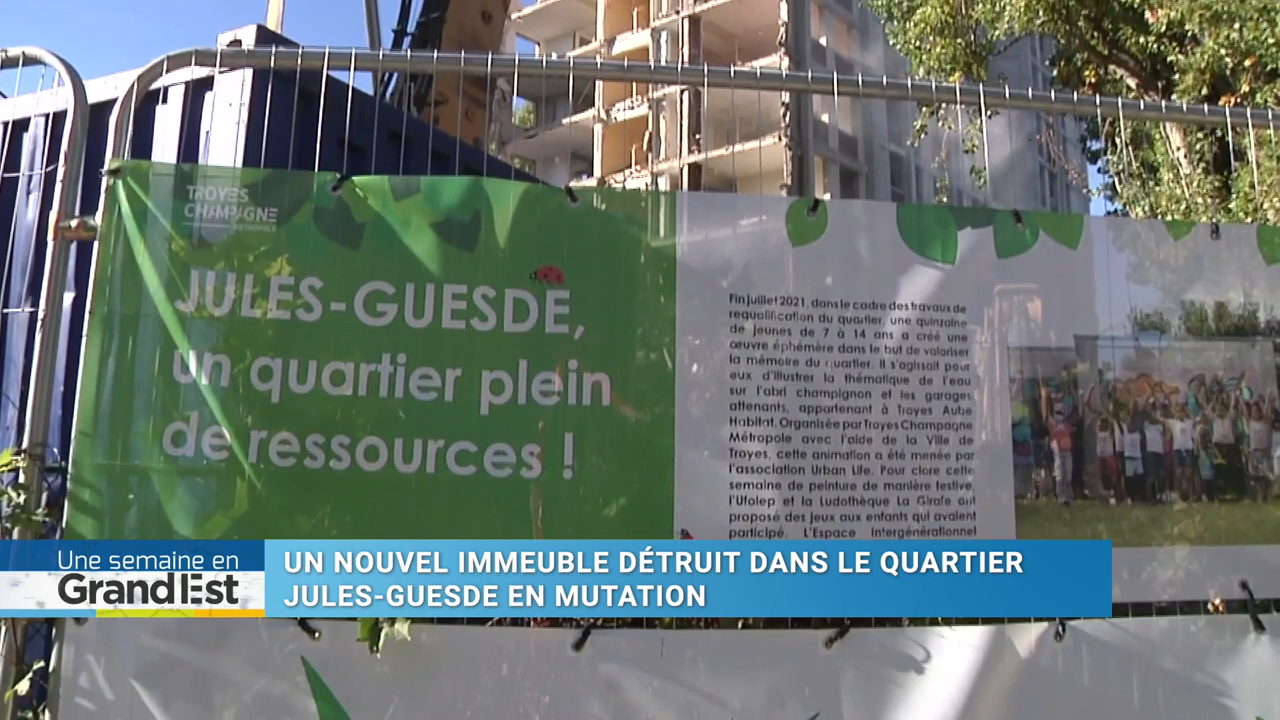 TROYES
CHAMPAGNE
MÉTROPOLE
JULES-GUESDE,
un quartier plein
de ressources !
Fin juillet 2021, dans le cadre des travaux de
requalification du quartier, une quinzaine
de jeunes de 7 à 14 ans a créé une
œuvre éphémère dans le but de valoriser
la mémoire du quartier. Il s'agissait pour
eux d'illustrer la thématique de l'eau
sur l'abri champignon et les garages
attenants, appartenant à Troyes Aube
Habitat. Organisée par Troyes Champagne
Métropole avec l'aide de la Ville de
Troyes, cette animation a été menée par
l'association Urban Life. Pour clore cette
semaine de peinture de manière festive,
l'Ufolep et la Ludothèque La Girafe ont
proposé des jeux aux enfants qui avaient
participé. L'Espace Intergénérationnel
Une semaine en
GrandEst
UN NOUVEL IMMEUBLE DÉTRUIT DANS LE QUARTIER
JULES-GUESDE EN MUTATION